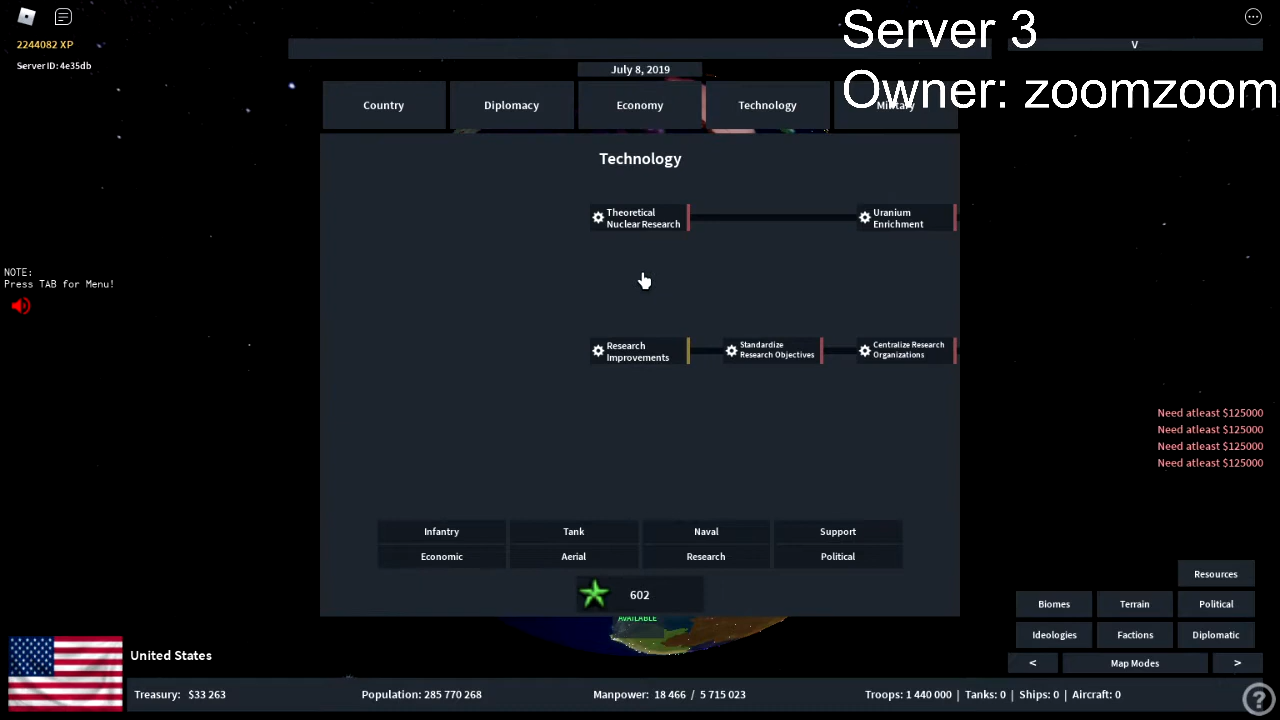 Server 3
2244082 XP
V
Server ID: 4e35db
July 8, 2019
Owner: zoomzoom
Country
Diplomacy
Economy
Technology
Technology
Theoretical
Nuclear Research
Uranium
Enrichment
NOTE:
Press TAB for Menu!
Research
Improvements
Standardize
Research Objectives
Centralize Research
Organizations
Need atleast $125000
Need atleast $125000
Need atleast $125000
Need atleast $125000
Infantry
Tank
Naval
Support
Economic
Aerial
Research
Political
602
AVAILABLE
Resources
Biomes
Terrain
Political
Ideologies
Factions
Diplomatic
<
Map Modes
>
United States
Treasury: $33 263
Population: 285 770 268
Manpower: 18 466 / 5 715 023
Troops: 1 440 000 | Tanks: 0 | Ships: 0 | Aircraft: 0
?